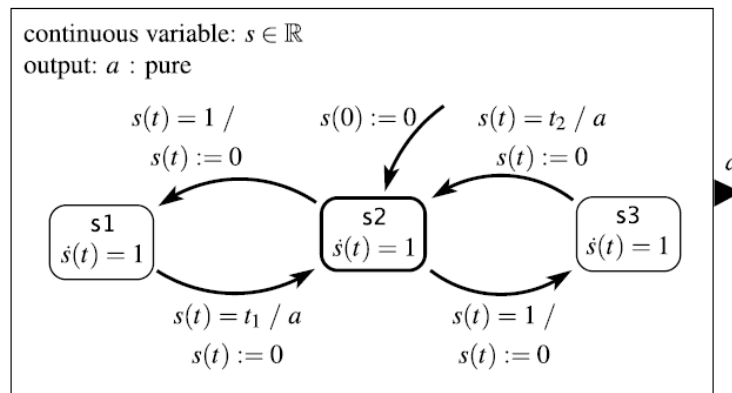 continuous variable: s ∈ ℝ
output: a : pure
s(t) = 1 /
s(t) := 0
s(0) := 0
s(t) = t₂ / a
s(t) := 0
s1
ṡ(t) = 1
s2
ṡ(t) = 1
s3
ṡ(t) = 1
s(t) = t₁ / a
s(t) := 0
s(t) = 1 /
s(t) := 0